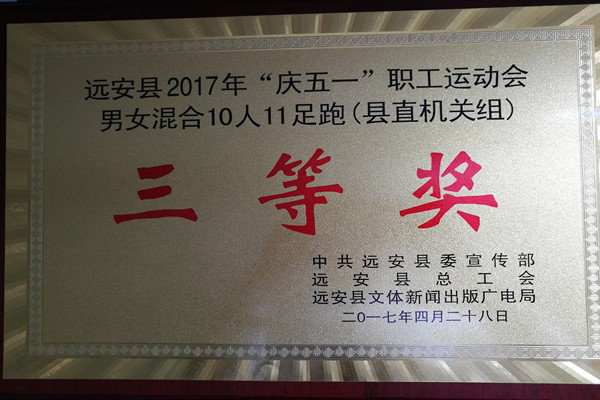 远安县2017年“庆五一”职工运动会
男女混合10人11足跑(县直机关组)
三等奖
中共远安县委宣传部
远安县总工会
远安县文体新闻出版广电局
二〇一七年四月二十八日